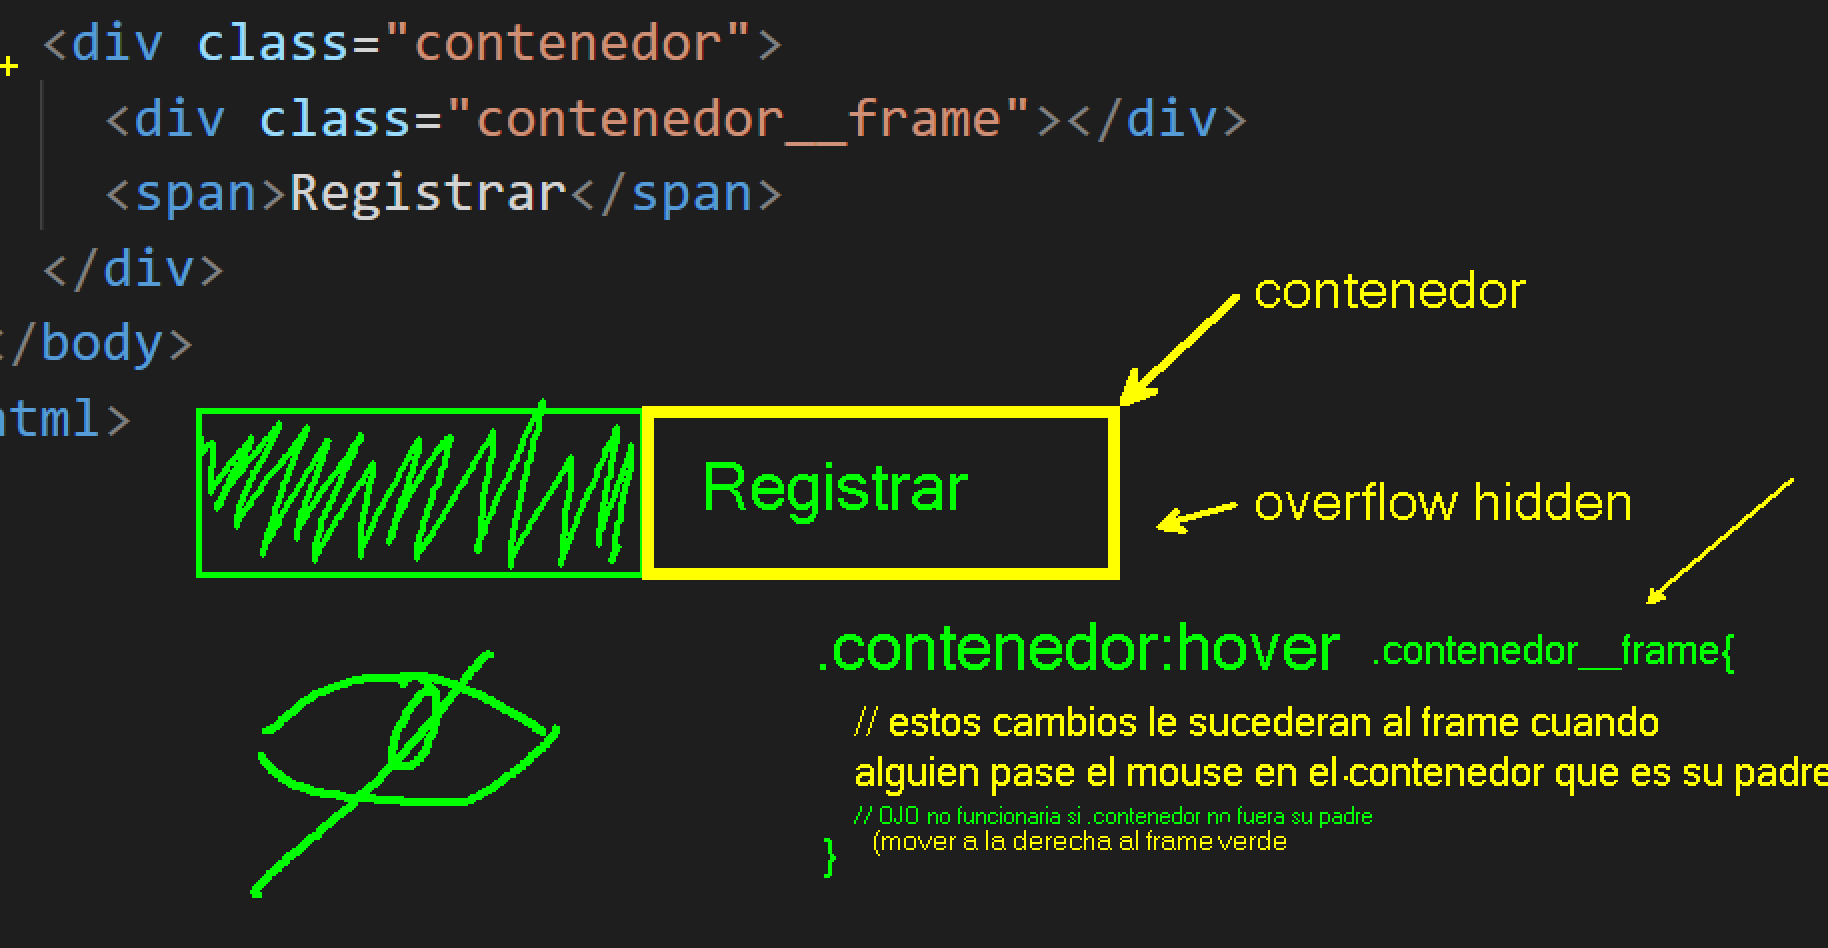 <div class="contenedor">
<div class="contenedor__frame"></div>
<span>Registrar</span>
</div>
</body>
html>
contenedor
Registrar
overflow hidden
.contenedor:hover .contenedor__frame{
// estos cambios le sucederan al frame cuando
alguien pase el mouse en el contenedor que es su padre
// OJO no funcionaria si .contenedor no fuera su padre
(mover a la derecha al frame verde
}